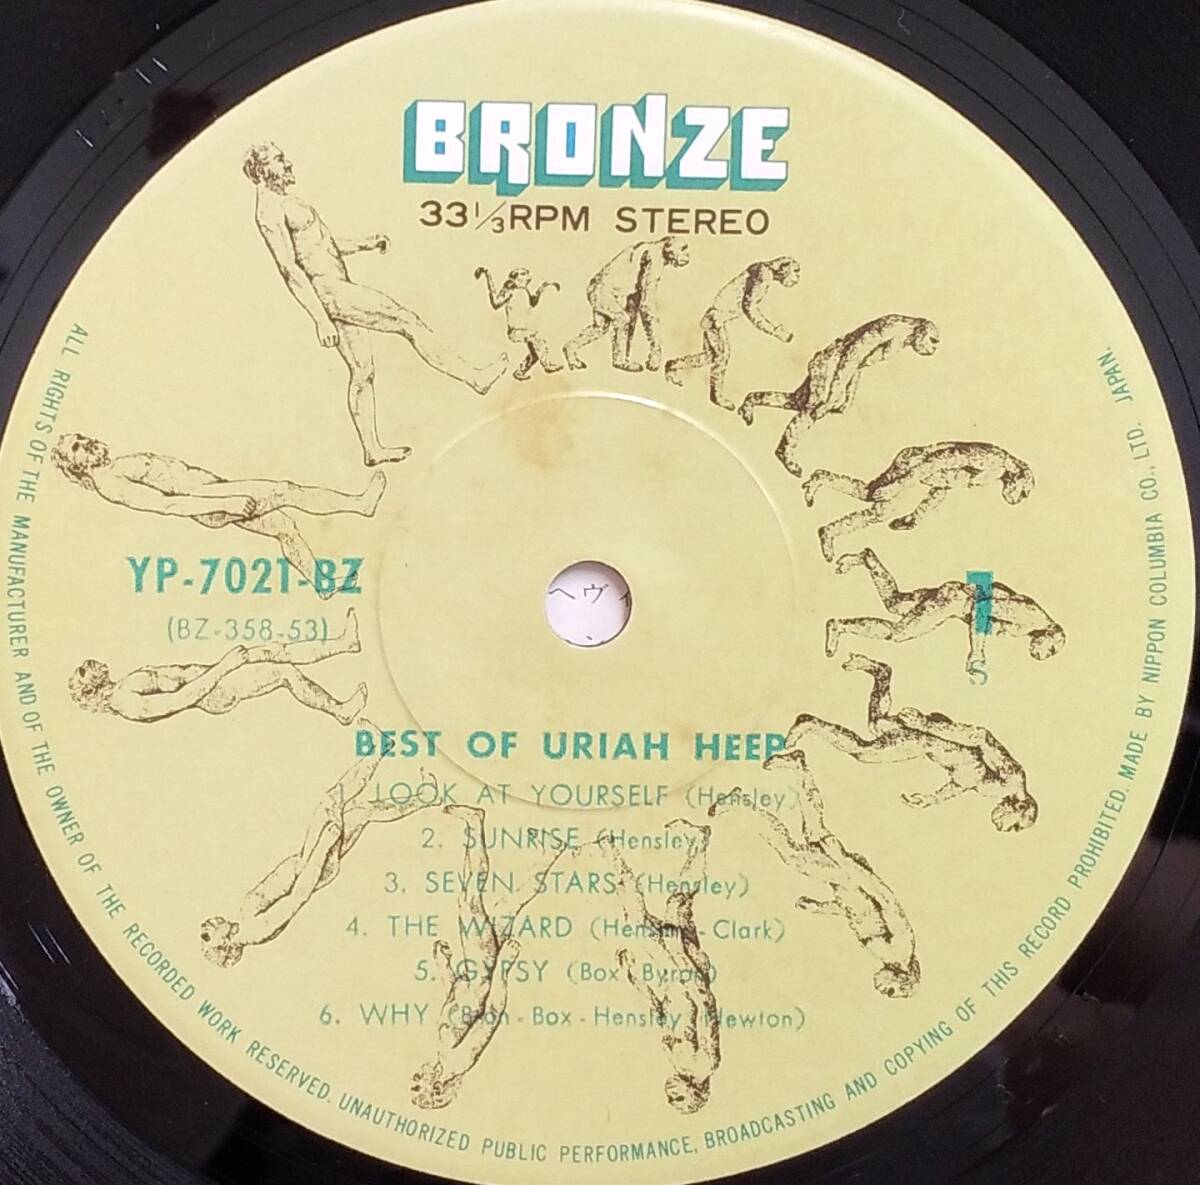 BRONZE
33⅓RPM STEREO
YP-7021-BZ
(BZ-358-53)
1
S
ヘヴィ
BEST OF URIAH HEEP
1. LOOK AT YOURSELF (Hensley)
2. SUNRISE (Hensley)
3. SEVEN STARS (Hensley)
4. THE WIZARD (Hensley - Clark)
5. GYPSY (Box - Byron)
6. WHY (Box - Hensley - Newton)
ALL RIGHTS OF THE MANUFACTURER AND OF THE OWNER OF THE RECORDED WORK RESERVED. UNAUTHORIZED PUBLIC PERFORMANCE, BROADCASTING AND COPYING OF THIS RECORD PROHIBITED. MADE BY NIPPON COLUMBIA CO., LTD. JAPAN.